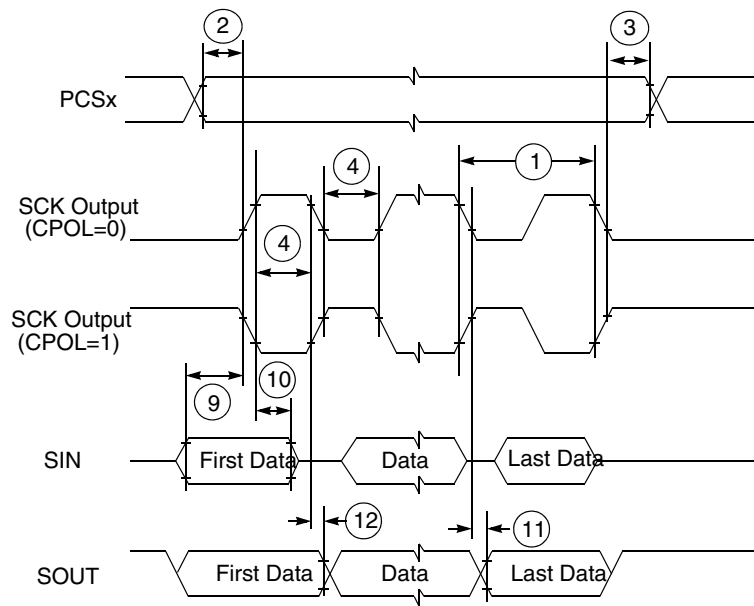 2
3
PCSx
4
1
SCK Output
(CPOL=0)
4
SCK Output
(CPOL=1)
9
10
SIN
First Data
Data
Last Data
12
11
SOUT
First Data
Data
Last Data